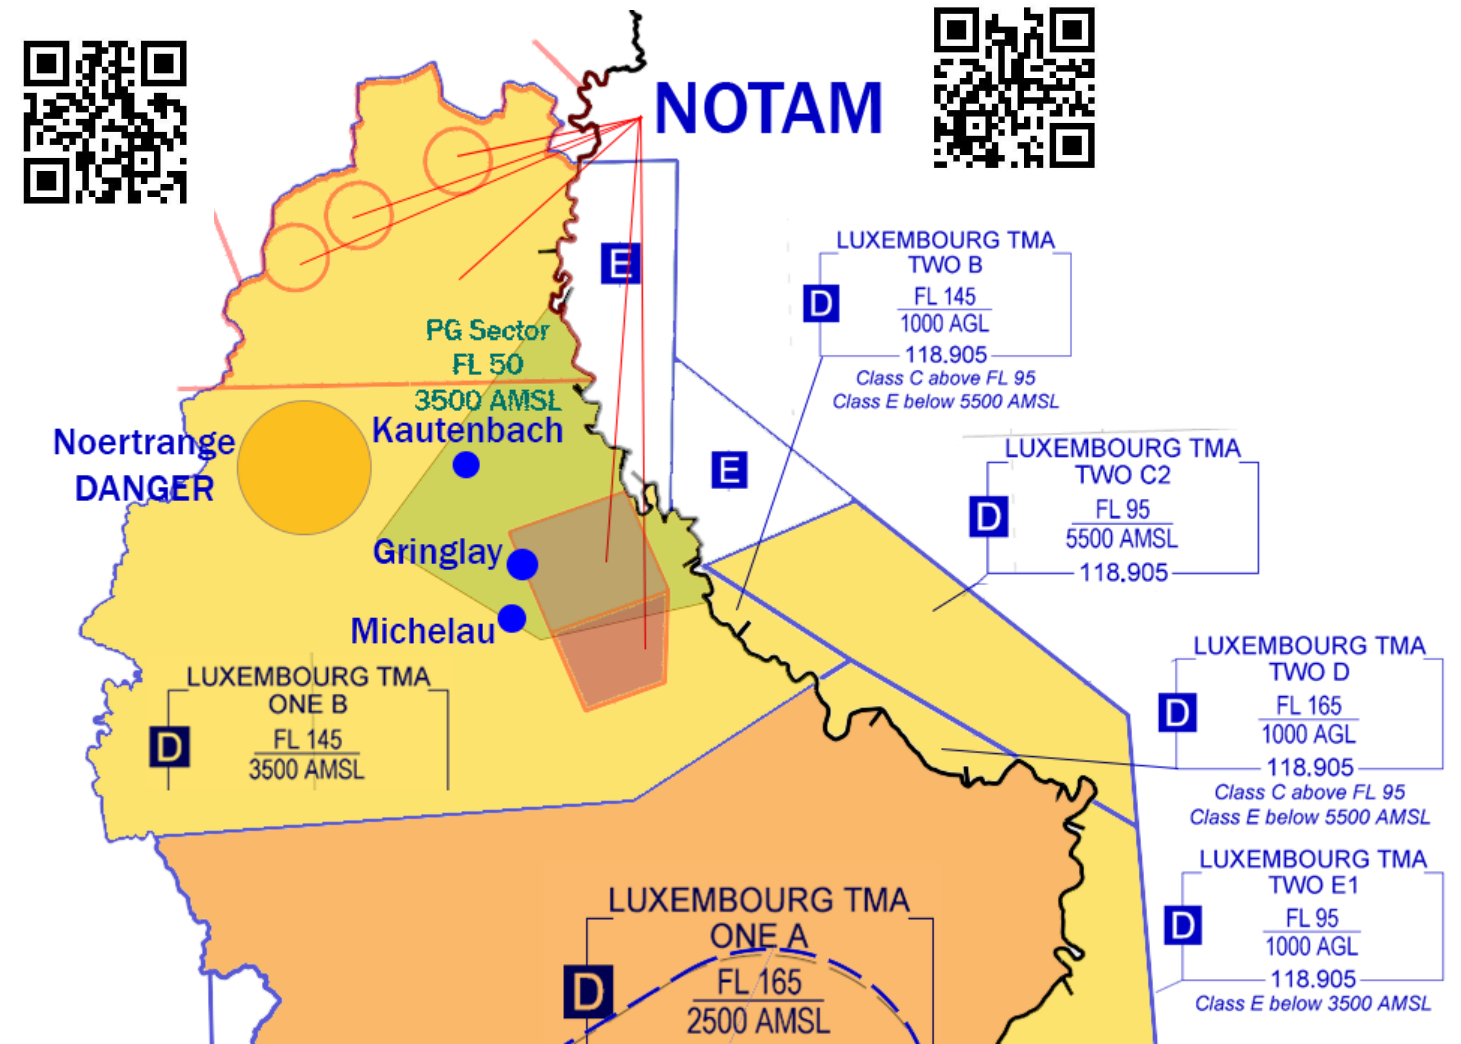 NOTAM
E
LUXEMBOURG TMA
TWO B
D
FL 145
1000 AGL
118.905
Class C above FL 95
Class E below 5500 AMSL
PG Sector
FL 50
3500 AMSL
Kautenbach
Noertrange
DANGER
E
LUXEMBOURG TMA
TWO C2
D
FL 95
5500 AMSL
118.905
Gringlay
Michelau
LUXEMBOURG TMA
ONE B
D
FL 145
3500 AMSL
LUXEMBOURG TMA
TWO D
D
FL 165
1000 AGL
118.905
Class C above FL 95
Class E below 5500 AMSL
LUXEMBOURG TMA
TWO E1
D
FL 95
1000 AGL
118.905
Class E below 3500 AMSL
LUXEMBOURG TMA
ONE A
D
FL 165
2500 AMSL